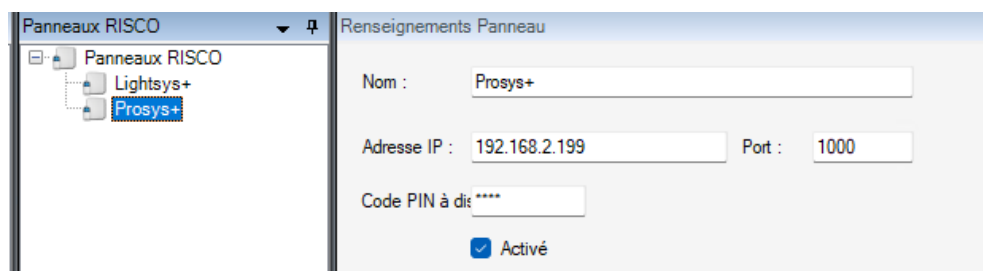 Panneaux RISCO
Panneaux RISCO
Lightsys+
Prosys+
Renseignements Panneau
Nom : Prosys+
Adresse IP : 192.168.2.199 Port : 1000
Code PIN à dis ****
Activé